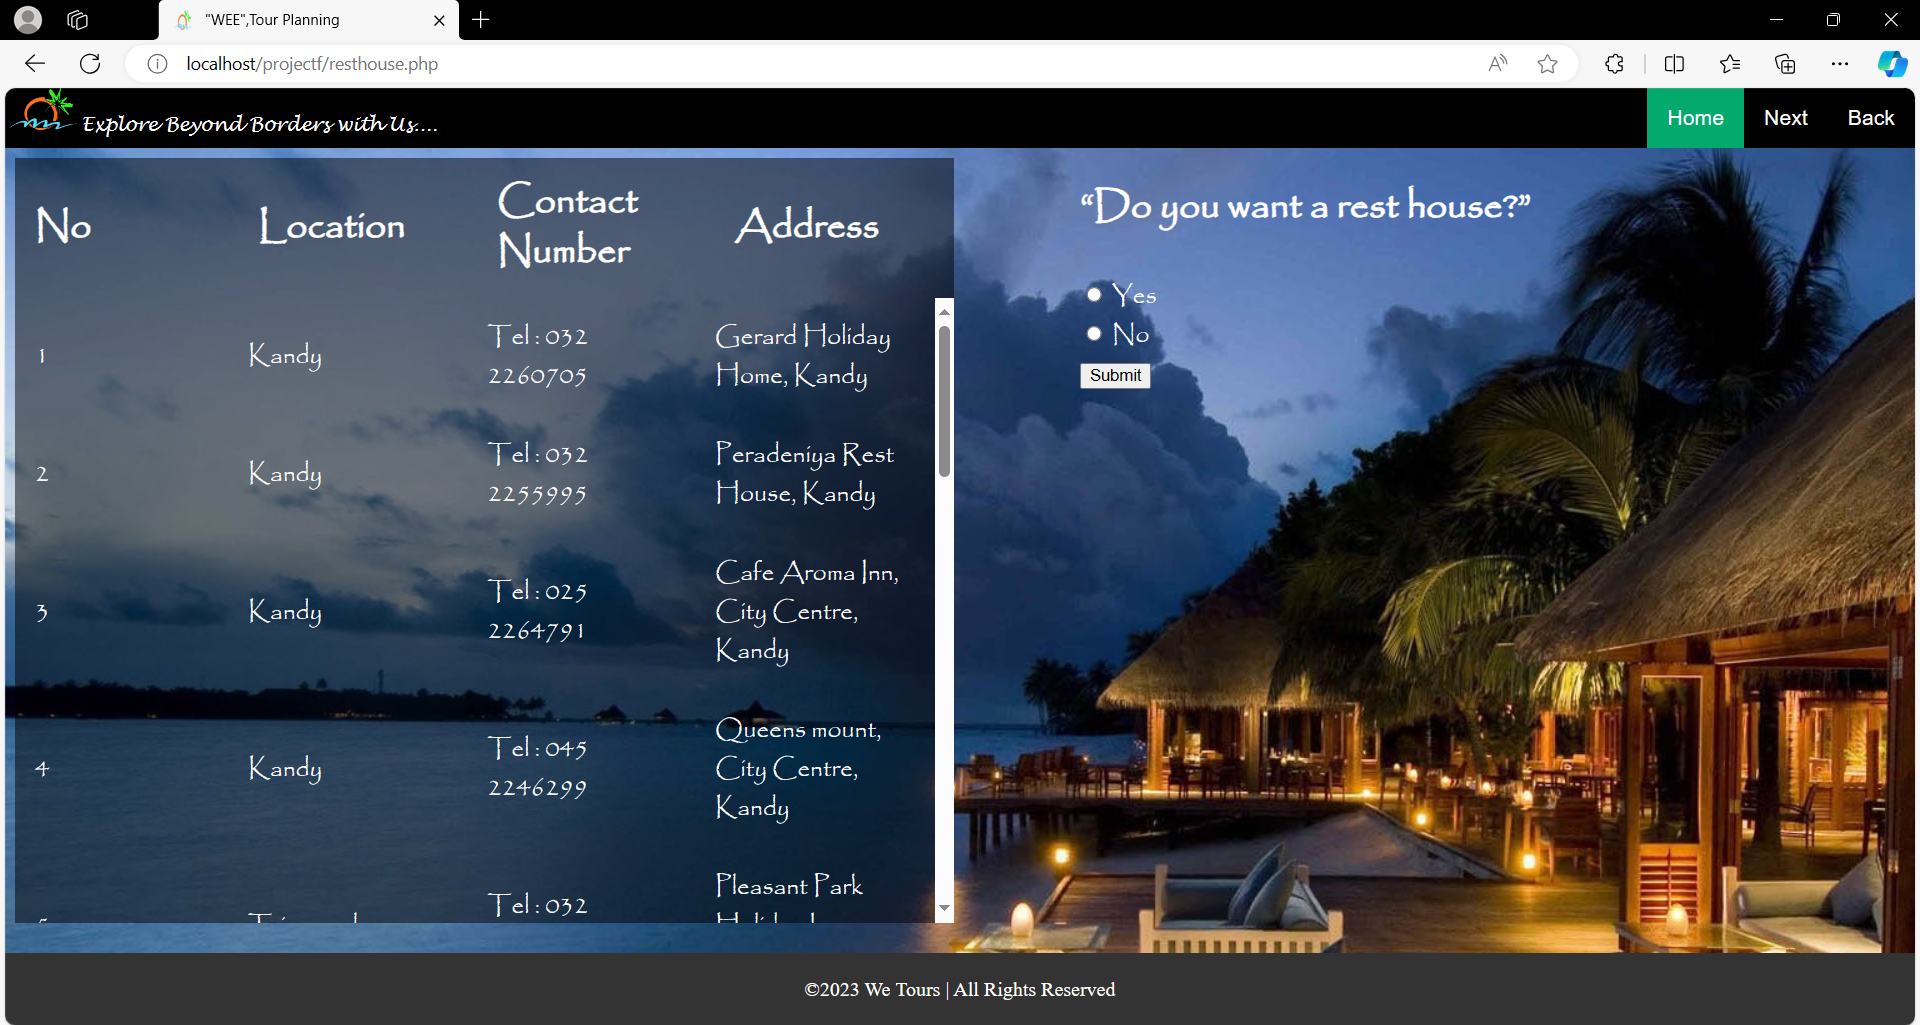 "WEE",Tour Planning
localhost/projectf/resthouse.php
Explore Beyond Borders with Us....
Home Next Back
No Location Contact Number Address
1 Kandy Tel : 032 2260705 Gerard Holiday Home, Kandy
2 Kandy Tel : 032 2255995 Peradeniya Rest House, Kandy
3 Kandy Tel : 025 2264791 Cafe Aroma Inn, City Centre, Kandy
4 Kandy Tel : 045 2246299 Queens mount, City Centre, Kandy
Tel : 032 Pleasant Park
“Do you want a rest house?”
Yes
No
Submit
©2023 We Tours | All Rights Reserved